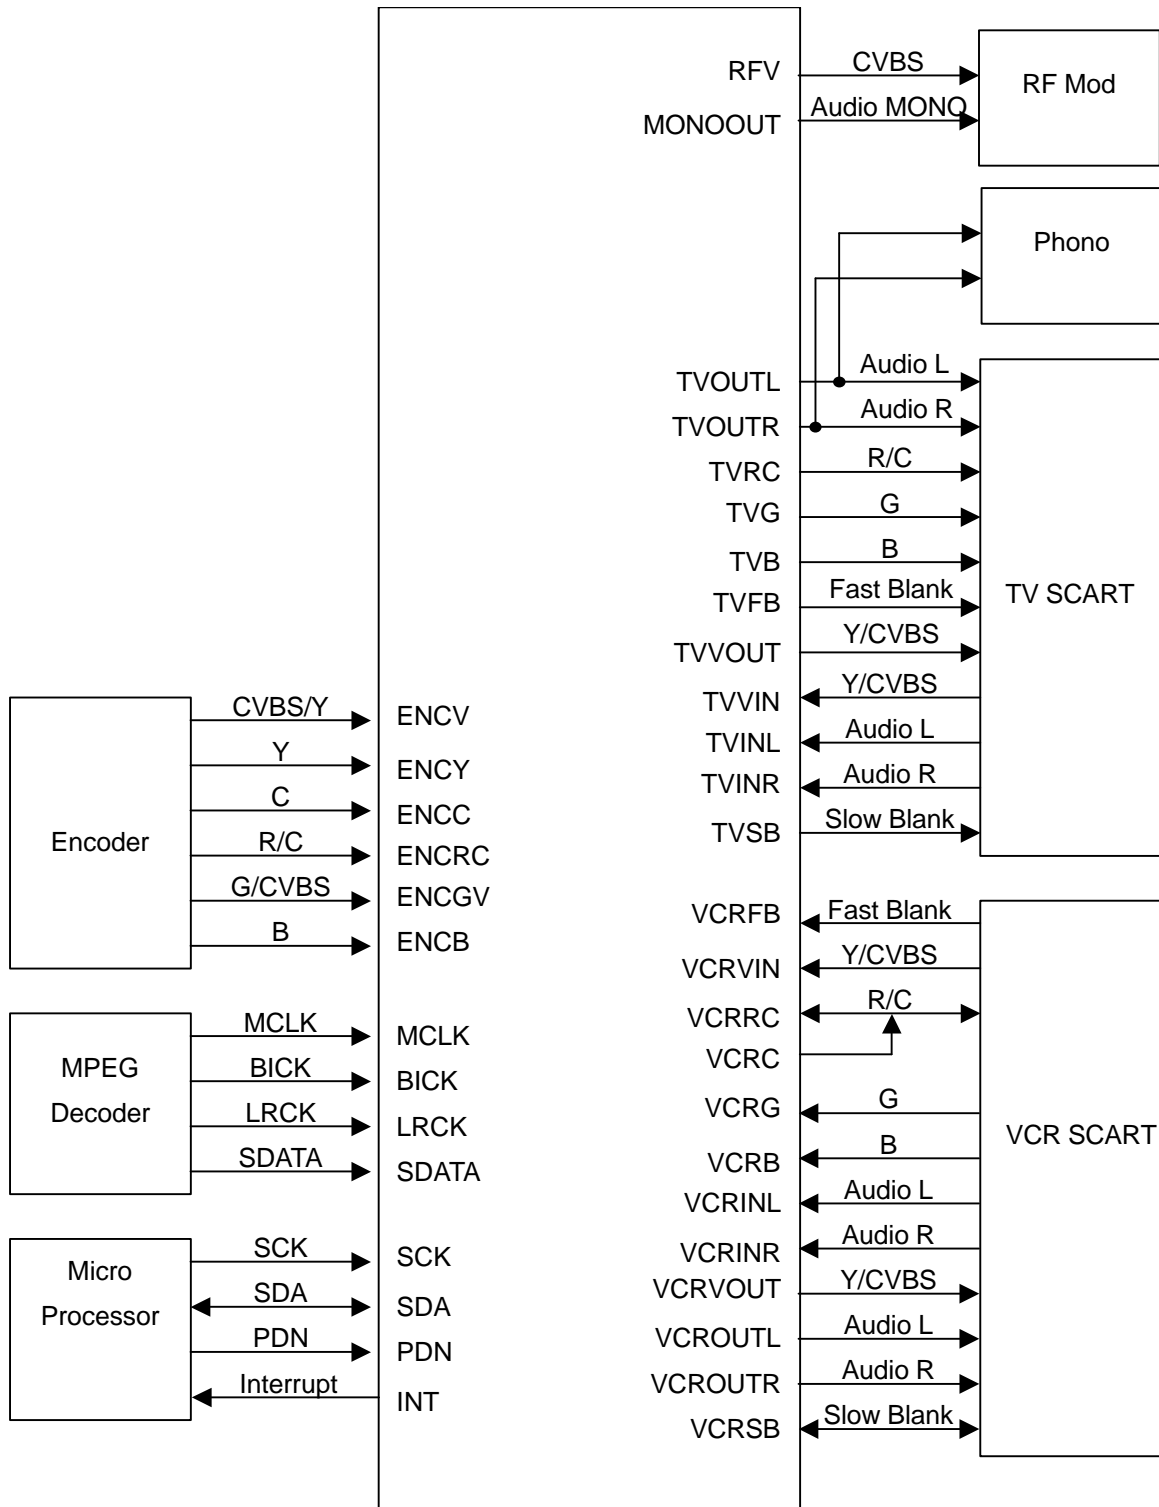 RFV
CVBS
RF Mod
MONOOUT
Audio MONO
Phono
TVOUTL
Audio L
TVOUTR
Audio R
TVRC
R/C
TVG
G
TVB
B
TVFB
Fast Blank
TVVOUT
Y/CVBS
TVVIN
Y/CVBS
TVINL
Audio L
TVINR
Audio R
TVSB
Slow Blank
TV SCART
Encoder
CVBS/Y
ENCV
Y
ENCY
C
ENCC
R/C
ENCRC
G/CVBS
ENCGV
B
ENCB
VCRFB
Fast Blank
VCRVIN
Y/CVBS
VCRRC
R/C
VCRC
VCRG
G
VCRB
B
VCRINL
Audio L
VCRINR
Audio R
VCRVOUT
Y/CVBS
VCROUTL
Audio L
VCROUTR
Audio R
VCRSB
Slow Blank
VCR SCART
MPEG
Decoder
MCLK
MCLK
BICK
BICK
LRCK
LRCK
SDATA
SDATA
Micro
Processor
SCK
SCK
SDA
SDA
PDN
PDN
Interrupt
INT